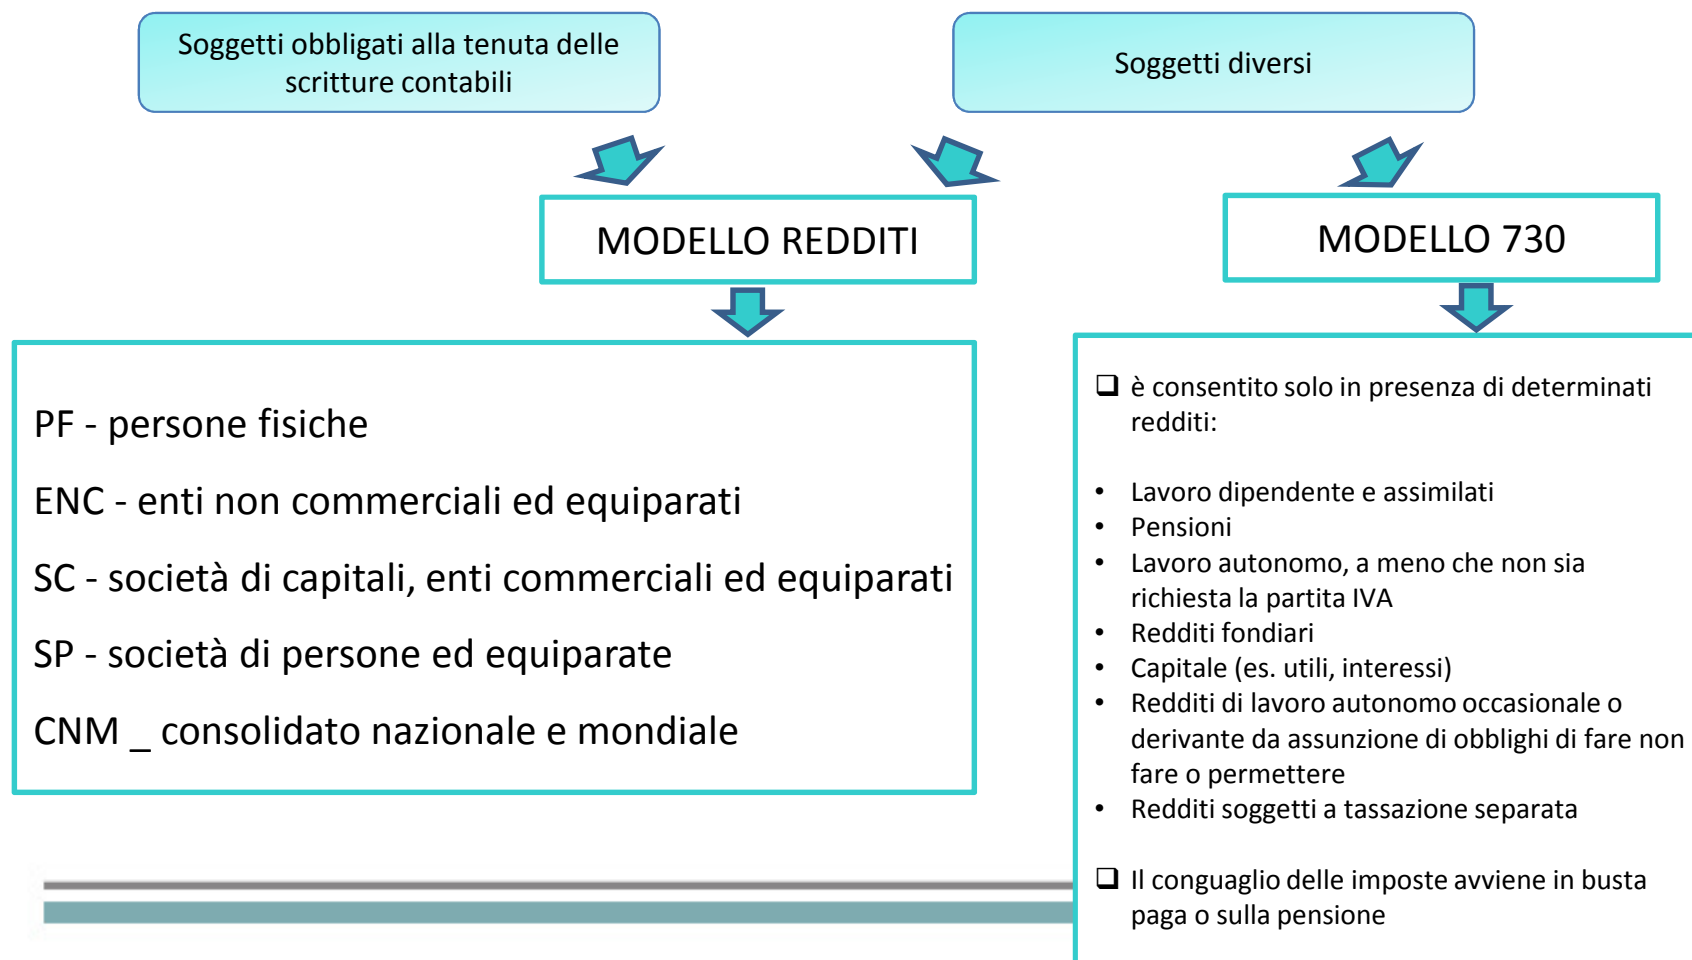 Soggetti obbligati alla tenuta delle
scritture contabili
Soggetti diversi
MODELLO REDDITI
MODELLO 730
PF - persone fisiche
ENC - enti non commerciali ed equiparati
SC - società di capitali, enti commerciali ed equiparati
SP - società di persone ed equiparate
CNM _ consolidato nazionale e mondiale
❑ è consentito solo in presenza di determinati
redditi:
• Lavoro dipendente e assimilati
• Pensioni
• Lavoro autonomo, a meno che non sia
richiesta la partita IVA
• Redditi fondiari
• Capitale (es. utili, interessi)
• Redditi di lavoro autonomo occasionale o
derivante da assunzione di obblighi di fare non
fare o permettere
• Redditi soggetti a tassazione separata
❑ Il conguaglio delle imposte avviene in busta
paga o sulla pensione